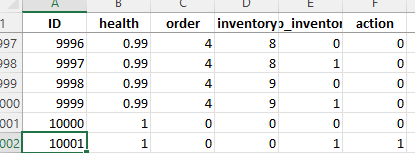 A B C D E F
1 ID health order inventory o_inventor action
997 9996 0.99 4 8 0 0
998 9997 0.99 4 8 1 0
999 9998 0.99 4 9 0 0
000 9999 0.99 4 9 1 0
001 10000 1 0 0 0 0
002 10001 1 0 0 1 1